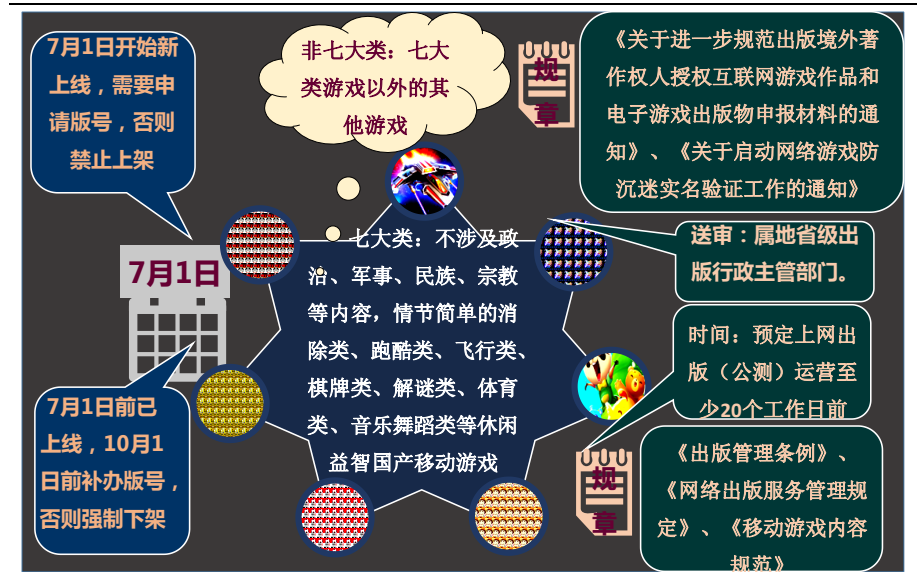 7月1日开始新
上线，需要申
请版号，否则
禁止上架
非七大类：七大
类游戏以外的其
他游戏
规
章
《关于进一步规范出版境外著
作权人授权互联网游戏作品和
电子游戏出版物申报材料的通
知》、《关于启动网络游戏防
沉迷实名验证工作的通知》
7月1日
七大类：不涉及政
治、军事、民族、宗教
等内容，情节简单的消
除类、跑酷类、飞行类、
棋牌类、解谜类、体育
类、音乐舞蹈类等休闲
益智国产移动游戏
送审：属地省级出
版行政主管部门。
时间：预定上网出
版（公测）运营至
少20个工作日前
7月1日前已
上线，10月1
日前补办版号，
否则强制下架
规
章
《出版管理条例》、
《网络出版服务管理规
定》、《移动游戏内容
规范》